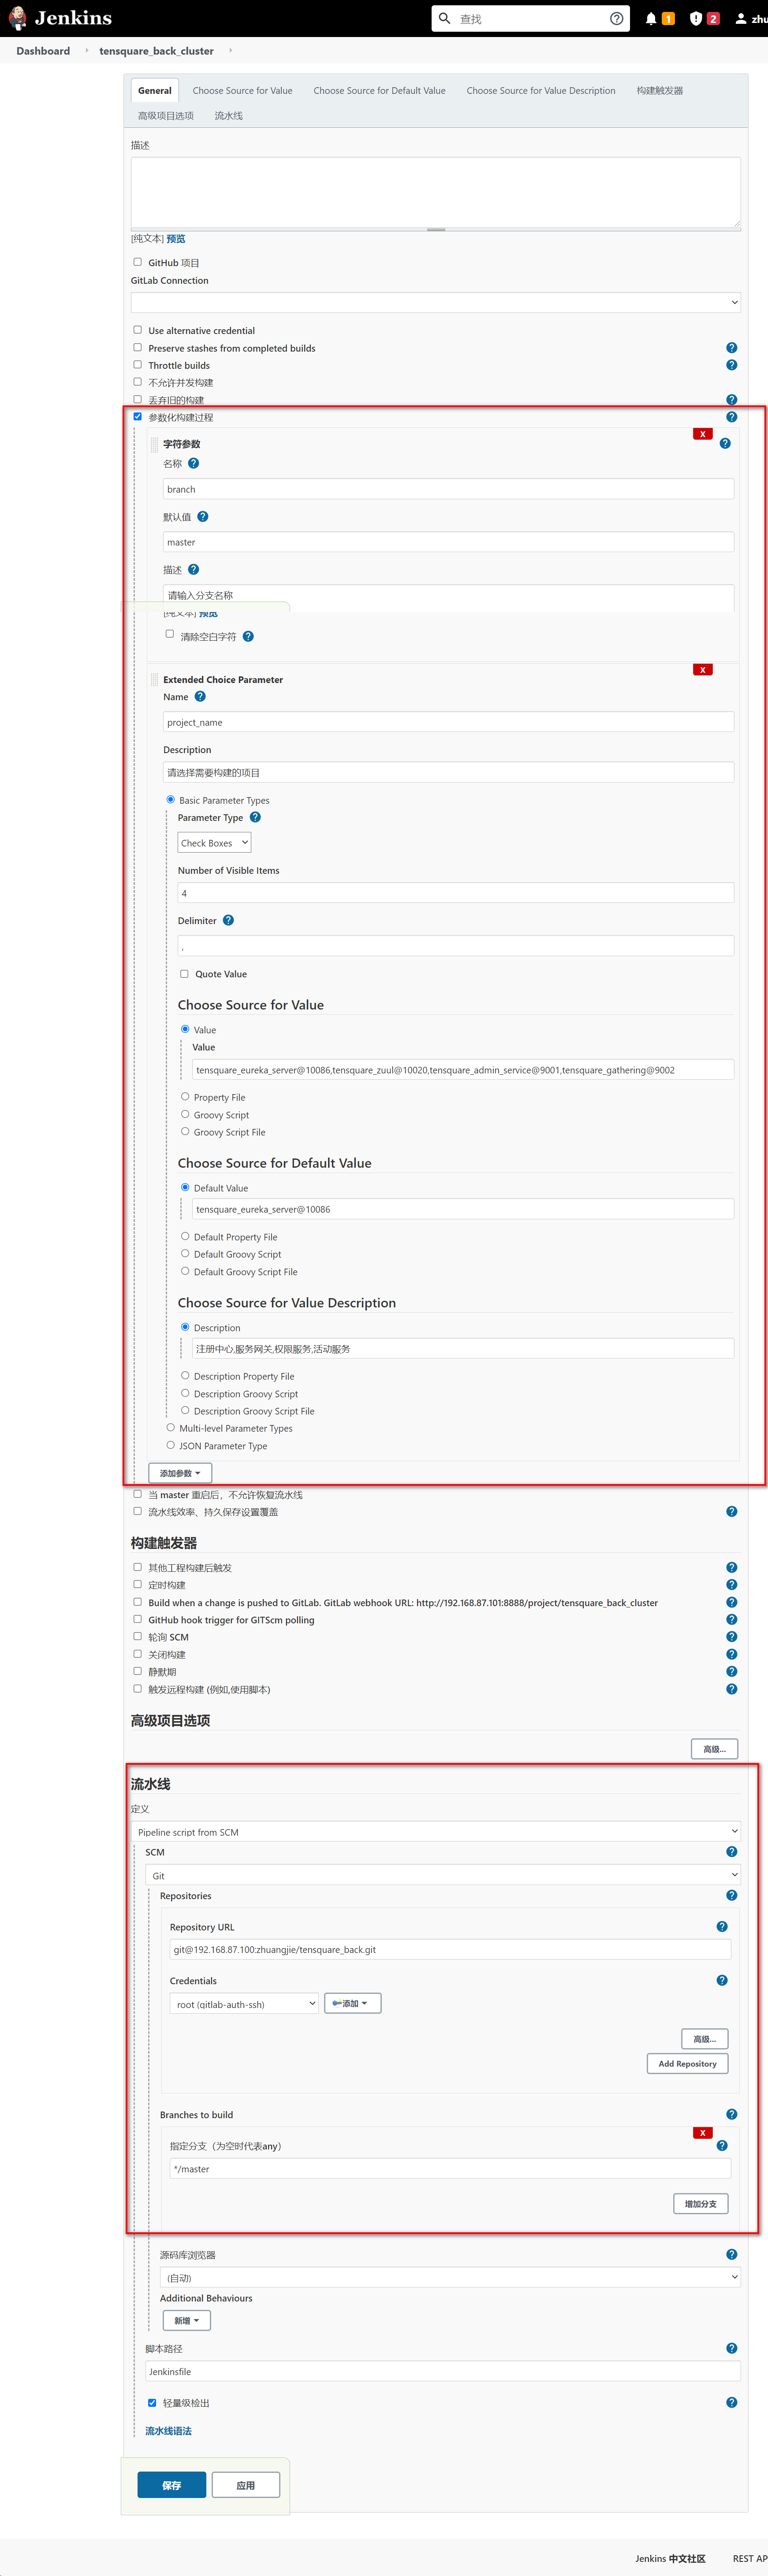 Jenkins
查找
1
2
zhu
Dashboard
tensquare_back_cluster
General
Choose Source for Value
Choose Source for Default Value
Choose Source for Value Description
构建触发器
高级项目选项
流水线
描述
[纯文本] 预览
GitHub 项目
GitLab Connection
Use alternative credential
Preserve stashes from completed builds
Throttle builds
不允许并发构建
丢弃旧的构建
参数化构建过程
X
字符参数
名称
branch
默认值
master
描述
请输入分支名称
[纯文本] 预览
清除空白字符
X
Extended Choice Parameter
Name
project_name
Description
请选择需要构建的项目
Basic Parameter Types
Parameter Type
Check Boxes
Number of Visible Items
4
Delimiter
,
Quote Value
Choose Source for Value
Value
Value
tensquare_eureka_server@10086,tensquare_zuul@10020,tensquare_admin_service@9001,tensquare_gathering@9002
Property File
Groovy Script
Groovy Script File
Choose Source for Default Value
Default Value
tensquare_eureka_server@10086
Default Property File
Default Groovy Script
Default Groovy Script File
Choose Source for Value Description
Description
注册中心,服务网关,权限服务,活动服务
Description Property File
Description Groovy Script
Description Groovy Script File
Multi-level Parameter Types
JSON Parameter Type
添加参数
当 master 重启后，不允许恢复流水线
流水线效率、持久保存设置覆盖
构建触发器
其他工程构建后触发
定时构建
Build when a change is pushed to GitLab. GitLab webhook URL: http://192.168.87.101:8888/project/tensquare_back_cluster
GitHub hook trigger for GITScm polling
轮询 SCM
关闭构建
静默期
触发远程构建 (例如,使用脚本)
高级项目选项
高级...
流水线
定义
Pipeline script from SCM
SCM
Git
Repositories
Repository URL
git@192.168.87.100:zhuangjie/tensquare_back.git
Credentials
root (gitlab-auth-ssh)
添加
高级...
Add Repository
Branches to build
X
指定分支（为空时代表any）
*/master
增加分支
源码库浏览器
(自动)
Additional Behaviours
新增
脚本路径
Jenkinsfile
轻量级检出
流水线语法
保存
应用
Jenkins 中文社区
REST AP